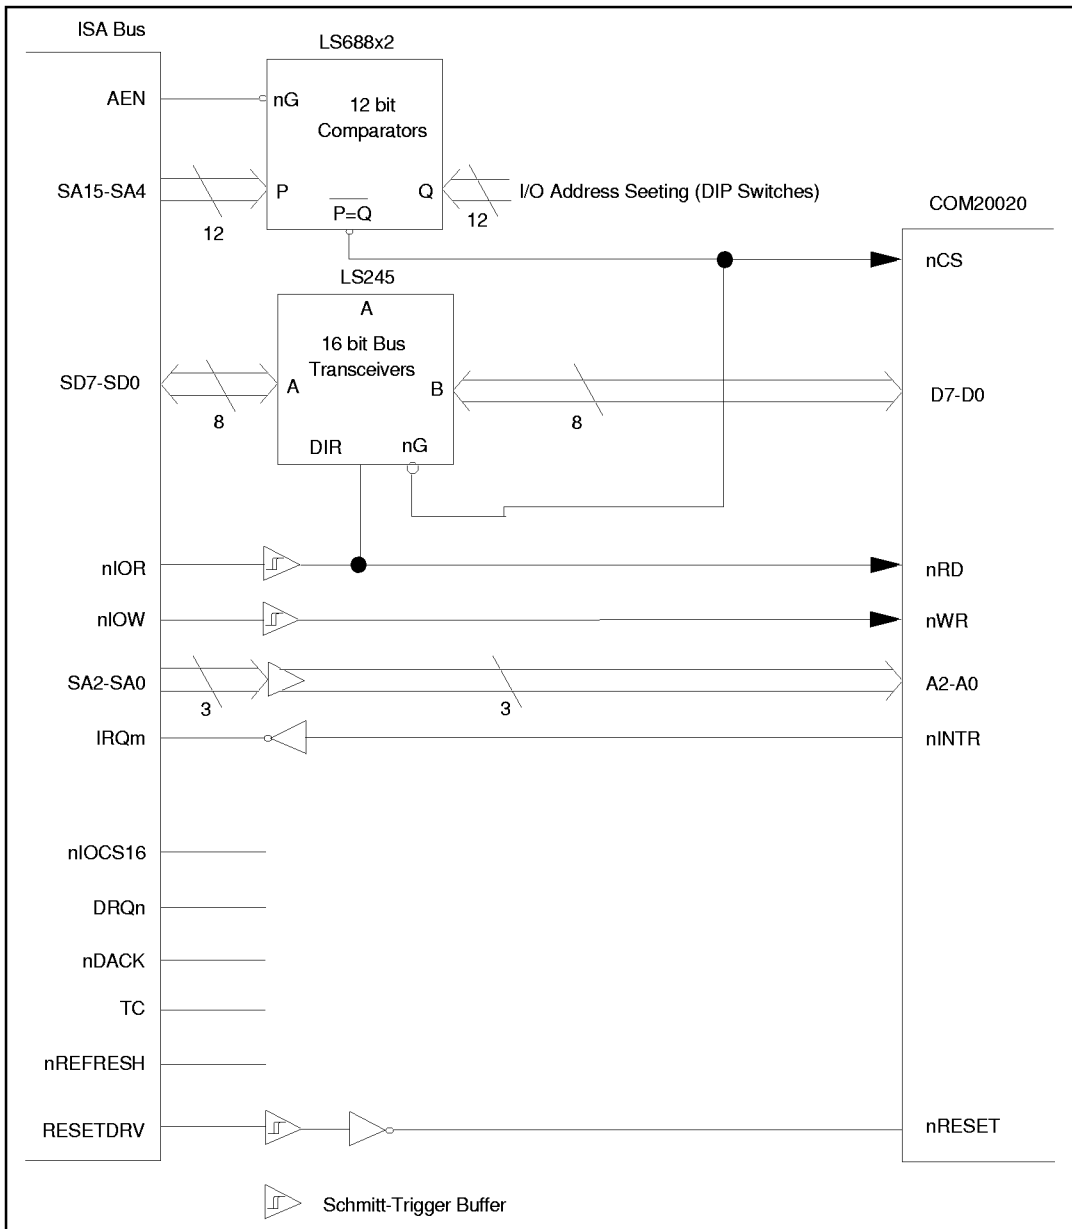 ISA Bus
LS688x2
AEN
nG
12 bit
Comparators
SA15-SA4
P
Q
I/O Address Seeting (DIP Switches)
12
P=Q
12
COM20020
nCS
LS245
A
16 bit Bus
Transceivers
SD7-SD0
A
B
D7-D0
8
8
DIR
nG
nIOR
nRD
nIOW
nWR
SA2-SA0
A2-A0
3
3
IRQm
nINTR
nIOCS16
DRQn
nDACK
TC
nREFRESH
RESETDRV
nRESET
Schmitt-Trigger Buffer